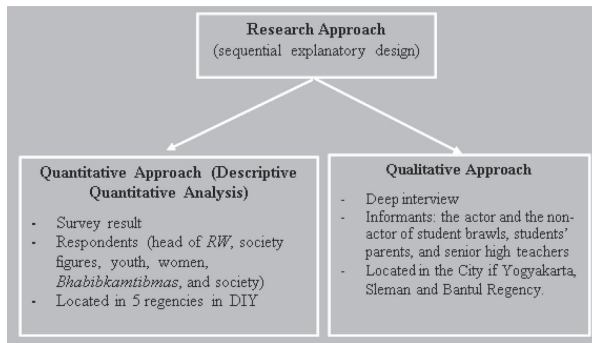 Research Approach
(sequential explanatory design)
Quantitative Approach (Descriptive
Quantitative Analysis)
- Survey result
- Respondents (head of RW, society
figures, youth, women,
Bhabibkamtibmas, and society)
- Located in 5 regencies in DIY
Qualitative Approach
- Deep interview
- Informants: the actor and the non-
actor of student brawls, students'
parents, and senior high teachers
- Located in the City if Yogyakarta,
Sleman and Bantul Regency.